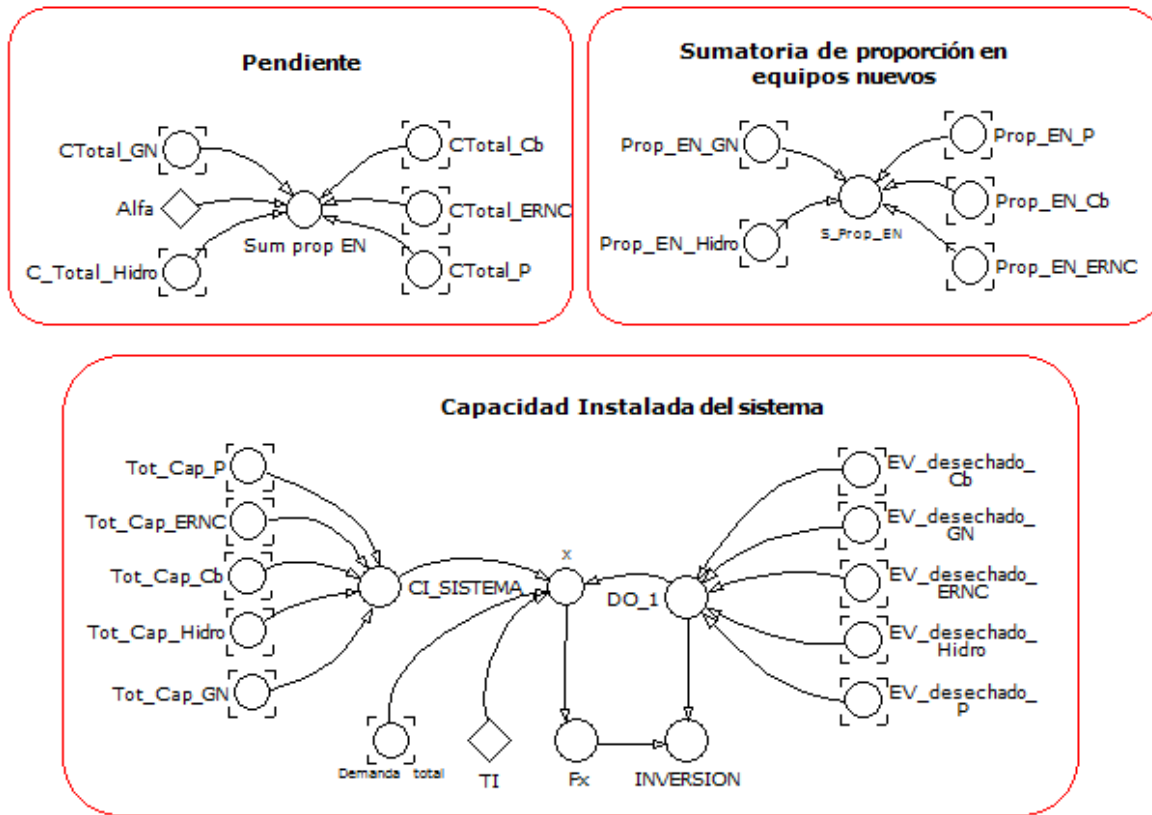 Pendiente
CTotal_GN
CTotal_Cb
Alfa
CTotal_ERNC
Sum prop EN
C_Total_Hidro
CTotal_P
Sumatoria de proporción en
equipos nuevos
Prop_EN_GN
Prop_EN_P
Prop_EN_Cb
S_Prop_EN
Prop_EN_Hidro
Prop_EN_ERNC
Capacidad Instalada del sistema
Tot_Cap_P
Tot_Cap_ERNC
Tot_Cap_Cb
Tot_Cap_Hidro
Tot_Cap_GN
CI_SISTEMA
x
DO_1
EV_desechado_
Cb
EV_desechado_
GN
EV_desechado_
ERNC
EV_desechado_
Hidro
EV_desechado_
P
Demanda total
TI
Fx
INVERSION